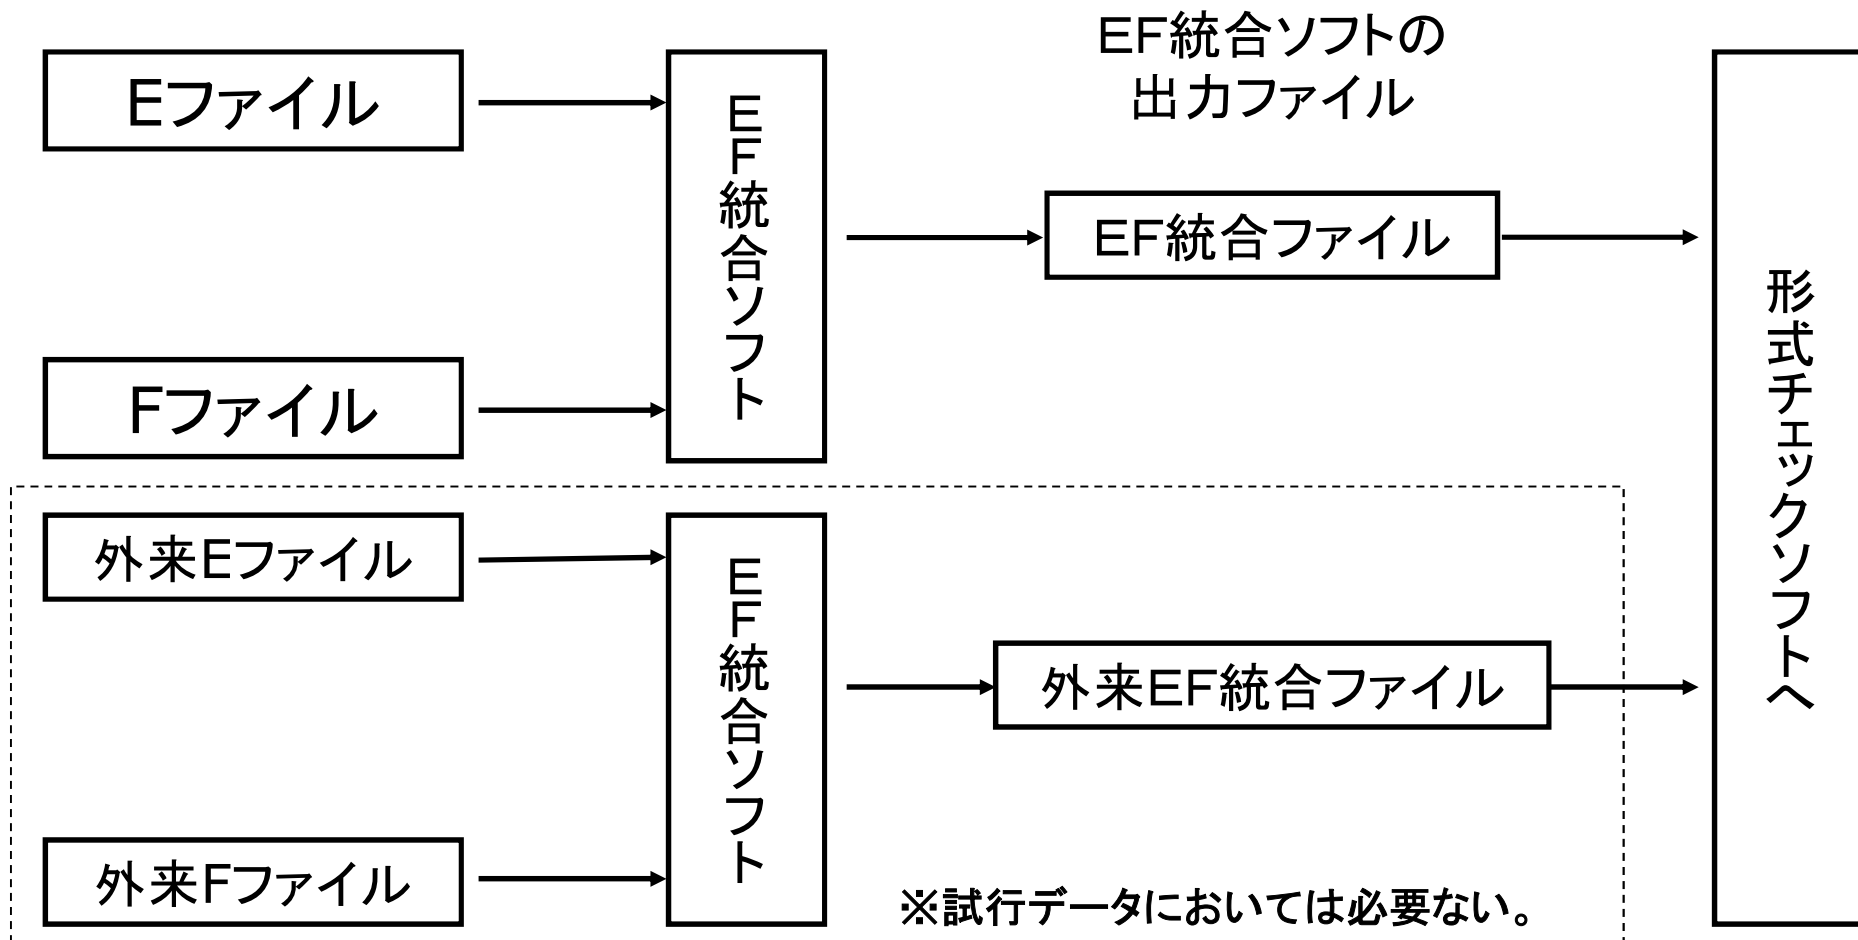 EF統合ソフトの
出力ファイル
Eファイル
EF統合ソフト
EF統合ファイル
Fファイル
形式チェックソフトへ
外来Eファイル
EF統合ソフト
外来EF統合ファイル
外来Fファイル
※試行データにおいては必要ない。